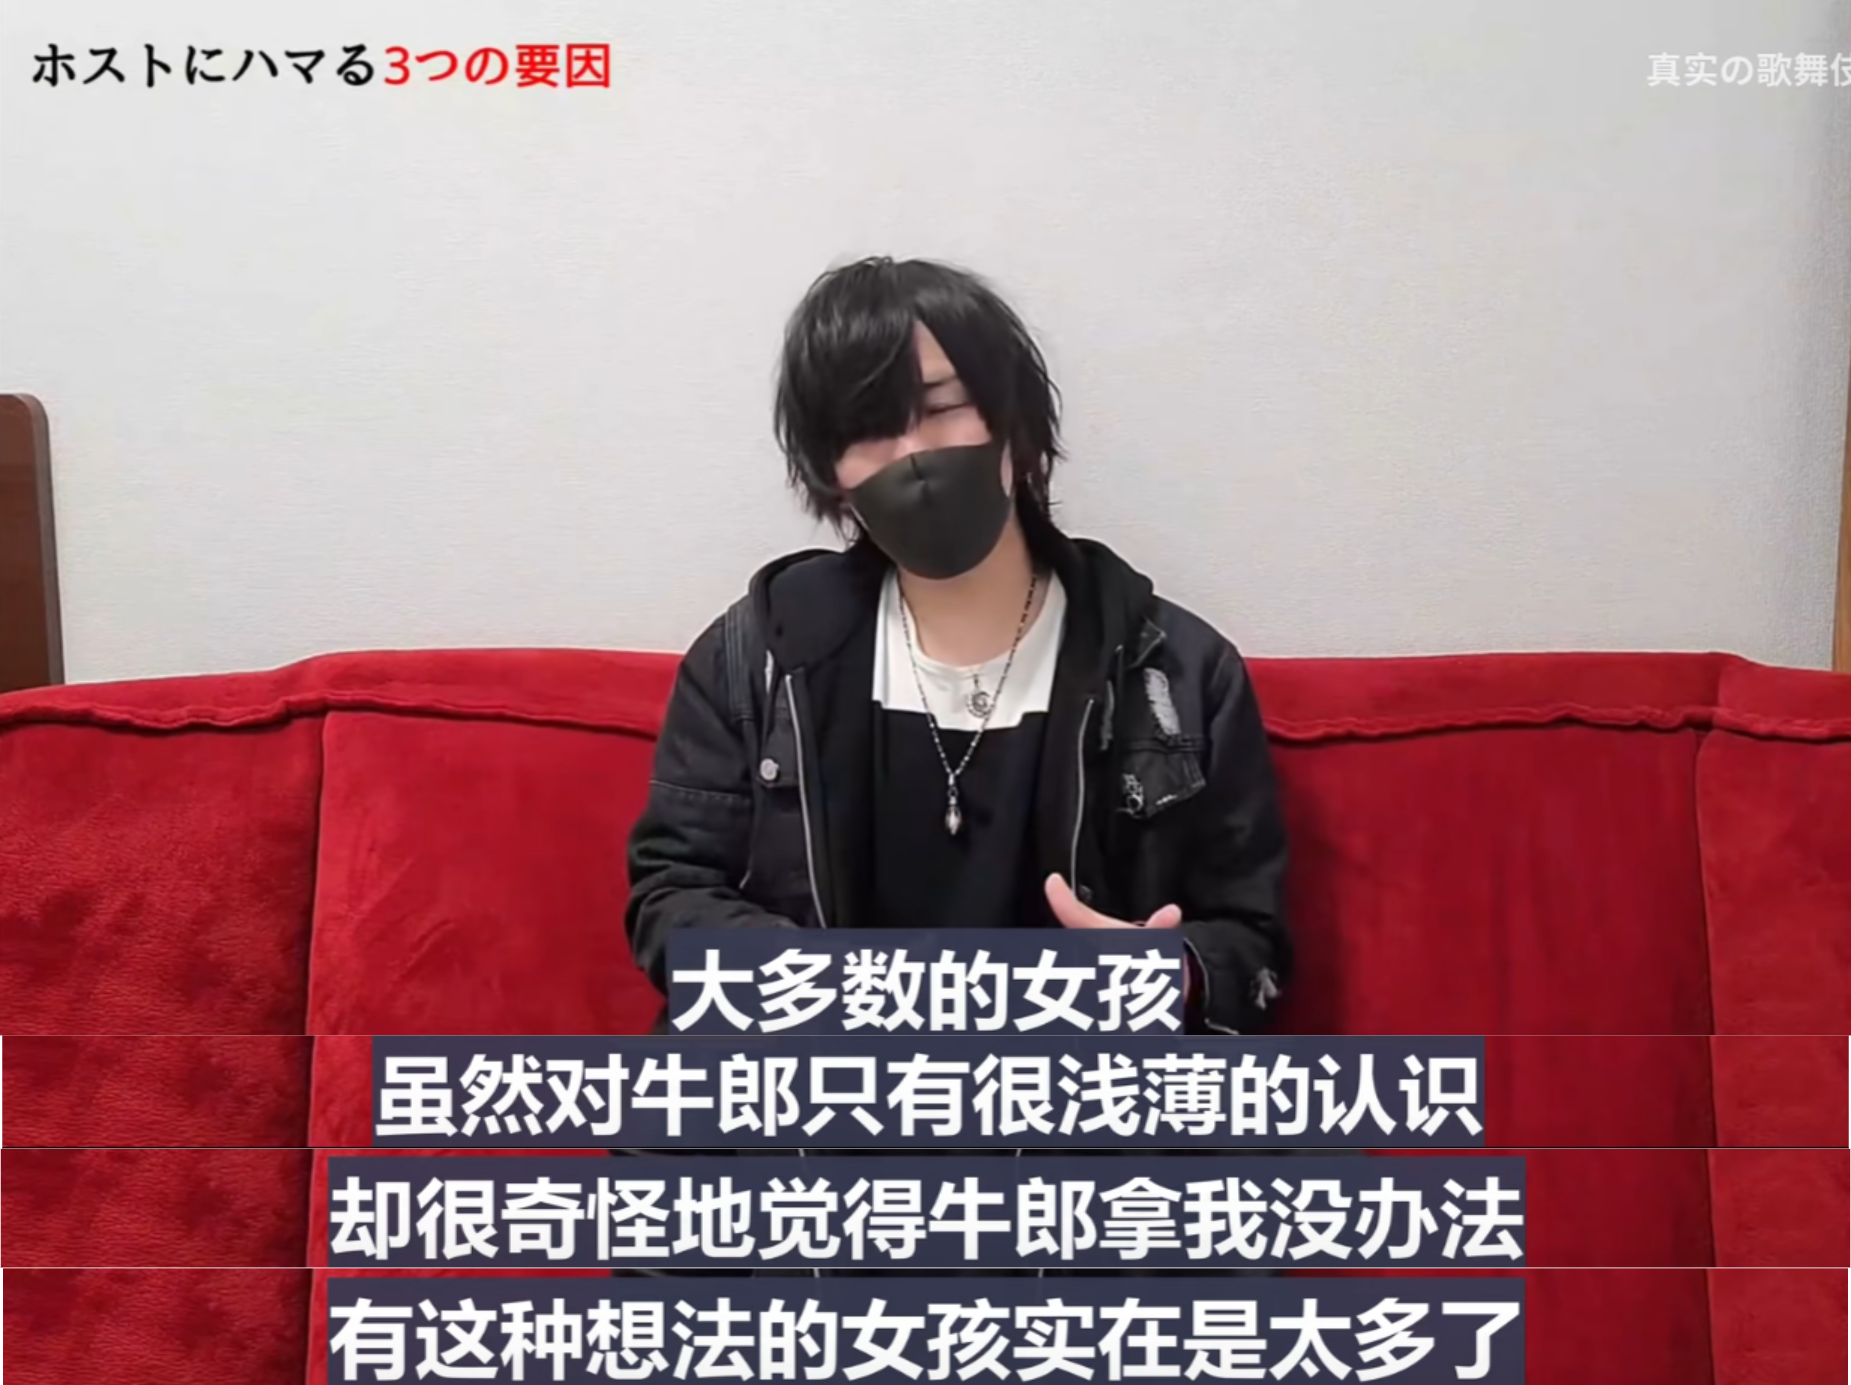 ホストにハマる3つの要因
真実の歌舞伎
大多数的女孩
虽然对牛郎只有很浅薄的认识
却很奇怪地觉得牛郎拿我没办法
有这种想法的女孩实在是太多了